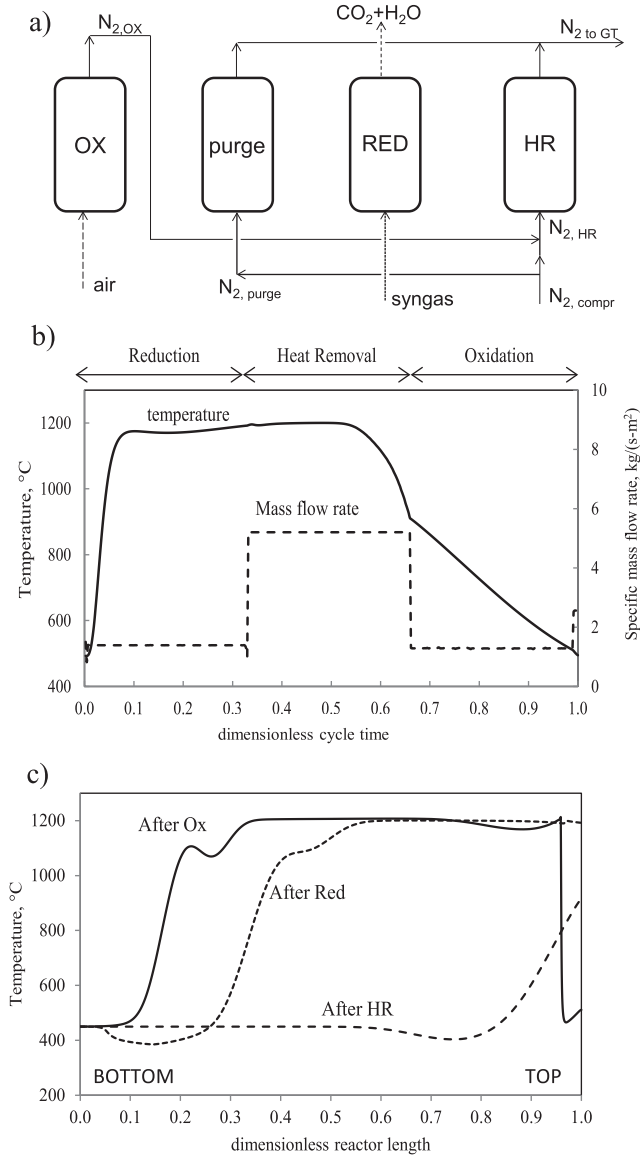 a)
N2,OX
CO2+H2O
N2 to GT
OX
purge
RED
HR
N2, HR
air
N2, purge
syngas
N2, compr
b)
Reduction
Heat Removal
Oxidation
temperature
Mass flow rate
Temperature, °C
1200
1000
800
600
400
Specific mass flow rate, kg/(s-m²)
10
8
6
4
2
0
0.0 0.1 0.2 0.3 0.4 0.5 0.6 0.7 0.8 0.9 1.0
dimensionless cycle time
c)
After Ox
After Red
After HR
BOTTOM
TOP
Temperature, °C
1200
1000
800
600
400
200
0.0 0.1 0.2 0.3 0.4 0.5 0.6 0.7 0.8 0.9 1.0
dimensionless reactor length